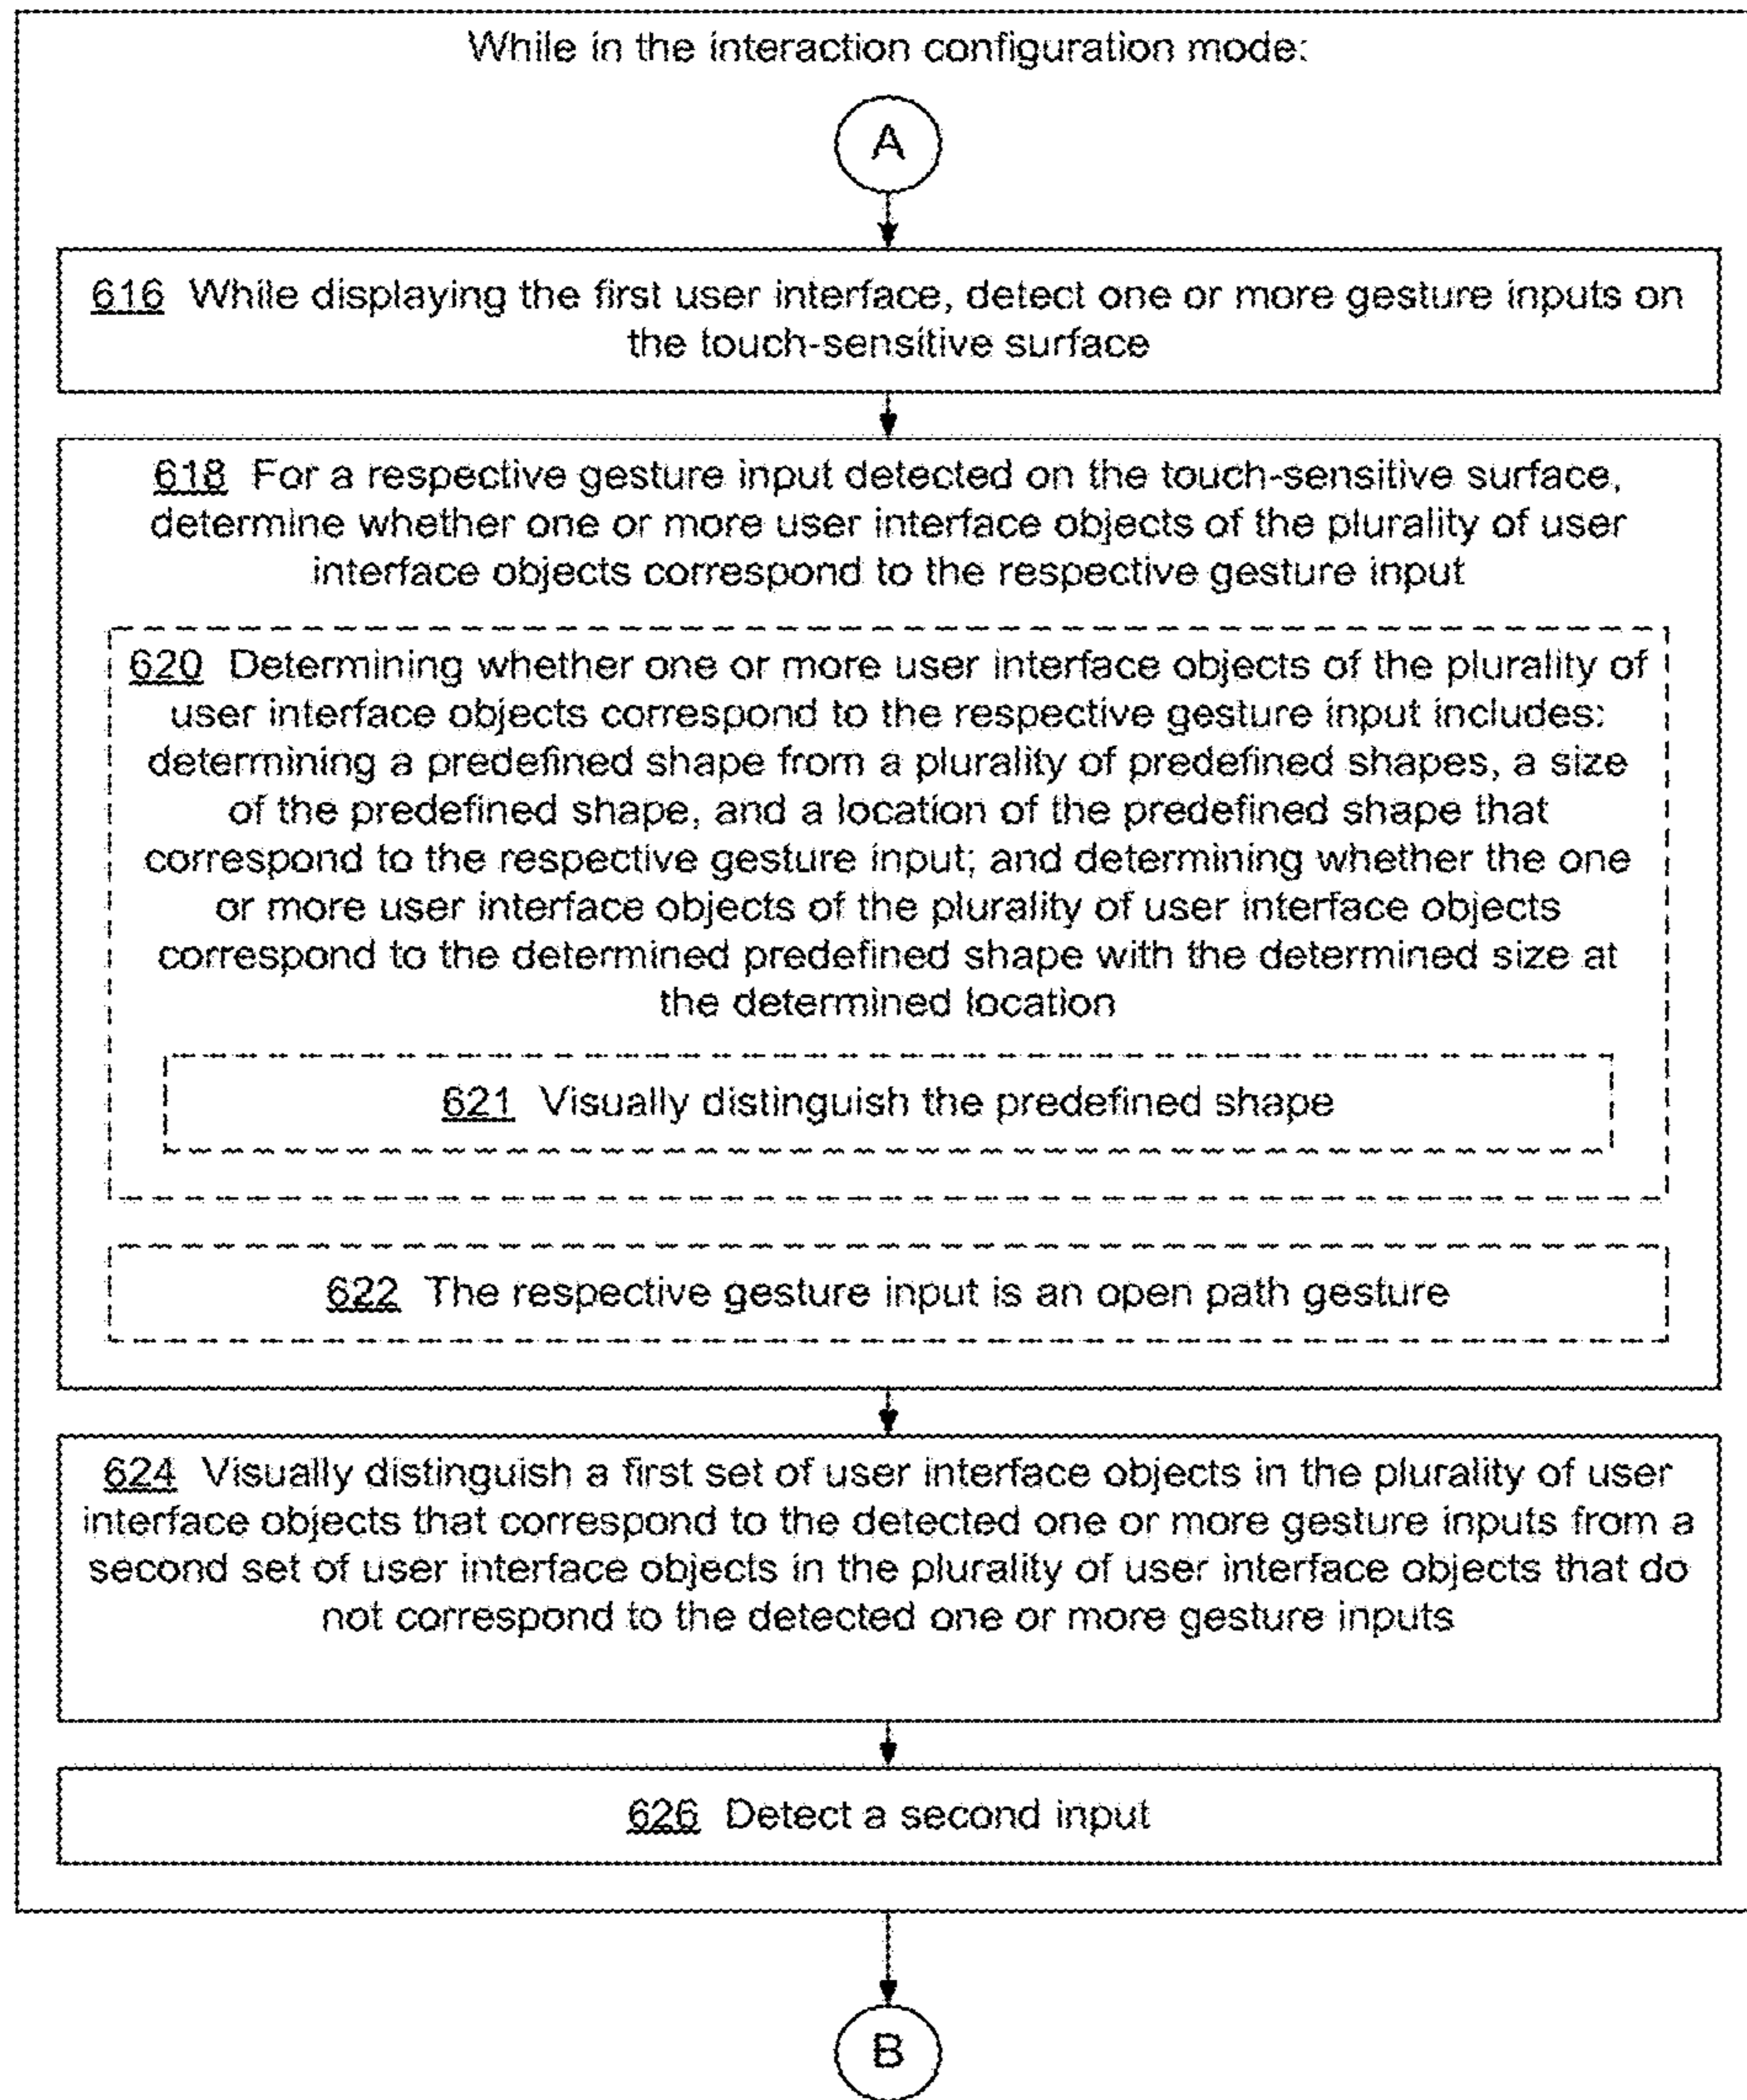 While in the interaction configuration mode:
A
616 While displaying the first user interface, detect one or more gesture inputs on
the touch-sensitive surface
618 For a respective gesture input detected on the touch-sensitive surface,
determine whether one or more user interface objects of the plurality of user
interface objects correspond to the respective gesture input
620 Determining whether one or more user interface objects of the plurality of
user interface objects correspond to the respective gesture input includes:
determining a predefined shape from a plurality of predefined shapes, a size
of the predefined shape, and a location of the predefined shape that
correspond to the respective gesture input; and determining whether the one
or more user interface objects of the plurality of user interface objects
correspond to the determined predefined shape with the determined size at
the determined location
621 Visually distinguish the predefined shape
622 The respective gesture input is an open path gesture
624 Visually distinguish a first set of user interface objects in the plurality of user
interface objects that correspond to the detected one or more gesture inputs from a
second set of user interface objects in the plurality of user interface objects that do
not correspond to the detected one or more gesture inputs
626 Detect a second input
B